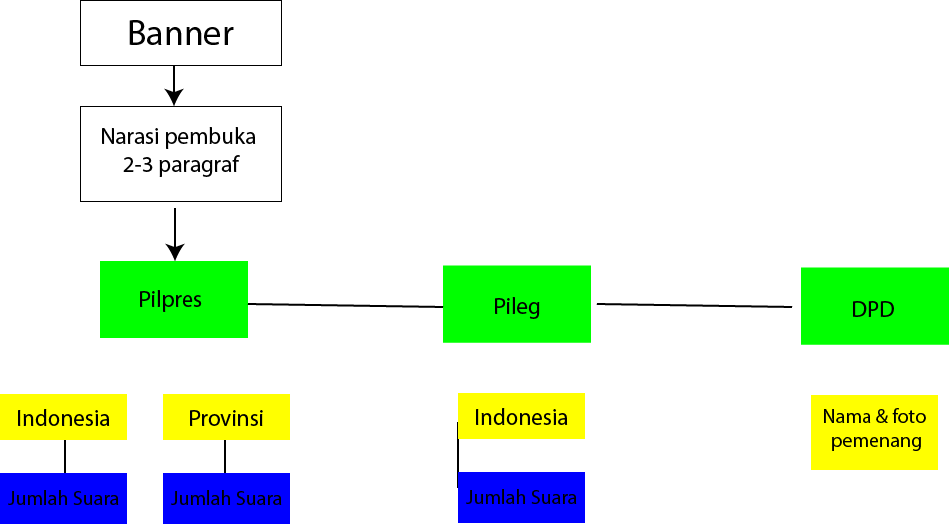 Banner
Narasi pembuka
2-3 paragraf
Pilpres
Pileg
DPD
Indonesia
Provinsi
Indonesia
Nama & foto
pemenang
Jumlah Suara
Jumlah Suara
Jumlah Suara